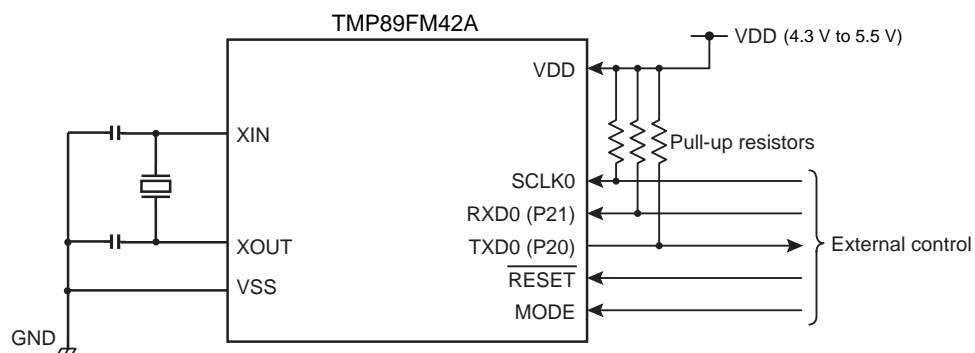 TMP89FM42A
VDD (4.3 V to 5.5 V)
VDD
XIN
Pull-up resistors
SCLK0
RXD0 (P21)
TXD0 (P20)
External control
XOUT
RESET
VSS
MODE
GND